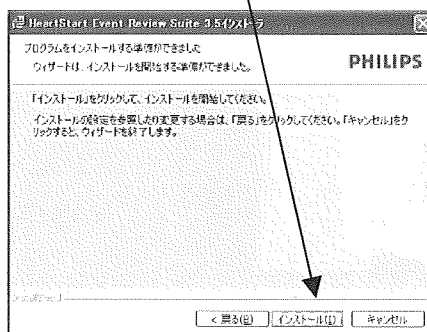 HeartStart Event Review Suite 3.5インストーラ
プログラムをインストールする準備ができました
ウィザードは、インストールを開始する準備ができました。
PHILIPS
「インストール」をクリックして、インストールを開始してください。
インストールの設定を参照したり変更する場合は、「戻る」をクリックしてください。「キャンセル」をク
リックすると、ウィザードを終了します。
< 戻る(B)
インストール(I)
キャンセル